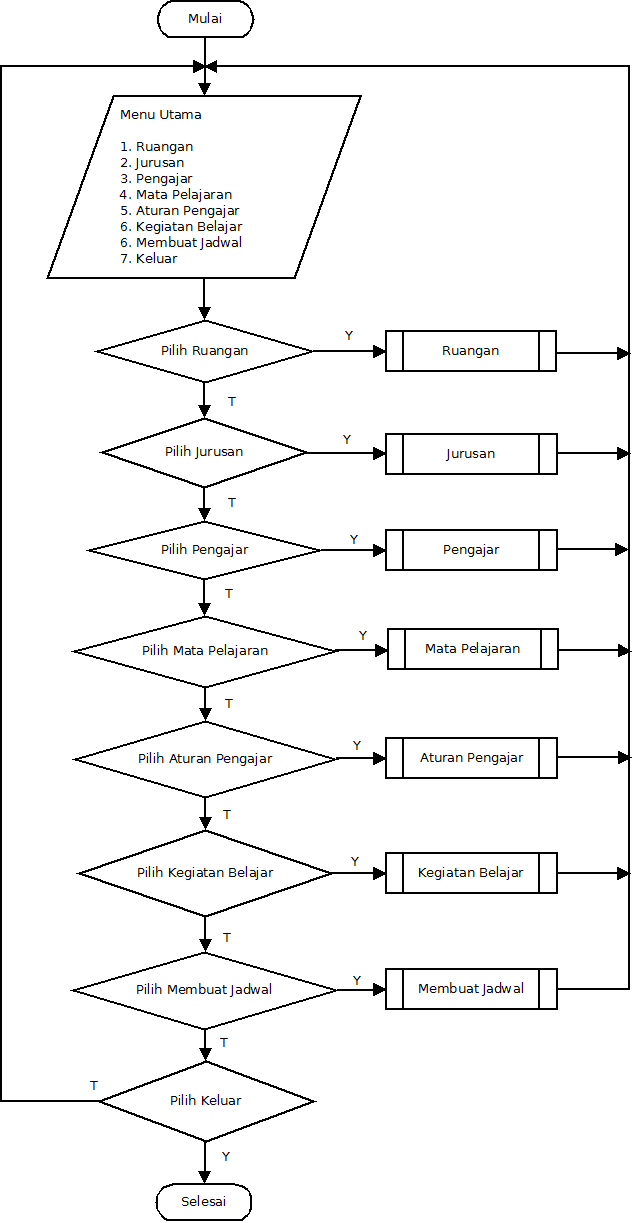 Mulai
Menu Utama
1. Ruangan
2. Jurusan
3. Pengajar
4. Mata Pelajaran
5. Aturan Pengajar
6. Kegiatan Belajar
6. Membuat Jadwal
7. Keluar
Pilih Ruangan
Y
Ruangan
T
Pilih Jurusan
Y
Jurusan
T
Pilih Pengajar
Y
Pengajar
T
Pilih Mata Pelajaran
Y
Mata Pelajaran
T
Pilih Aturan Pengajar
Y
Aturan Pengajar
T
Pilih Kegiatan Belajar
Y
Kegiatan Belajar
T
Pilih Membuat Jadwal
Y
Membuat Jadwal
T
T
Pilih Keluar
Y
Selesai